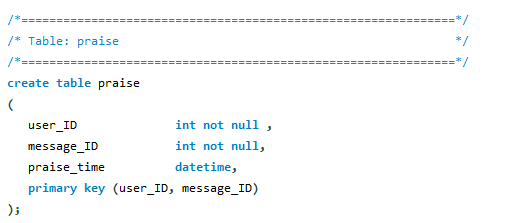 /*==============================================================*/
/* Table: praise                                                */
/*==============================================================*/
create table praise
(
   user_ID              int not null ,
   message_ID           int not null,
   praise_time          datetime,
   primary key (user_ID, message_ID)
);